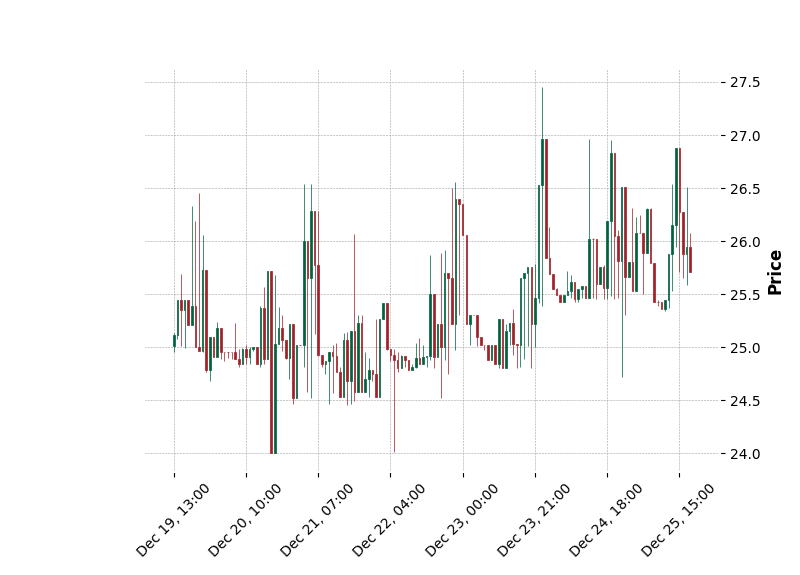 27.5
27.0
26.5
26.0
25.5
25.0
24.5
24.0
Price
Dec 19, 13:00
Dec 20, 10:00
Dec 21, 07:00
Dec 22, 04:00
Dec 23, 00:00
Dec 23, 21:00
Dec 24, 18:00
Dec 25, 15:00